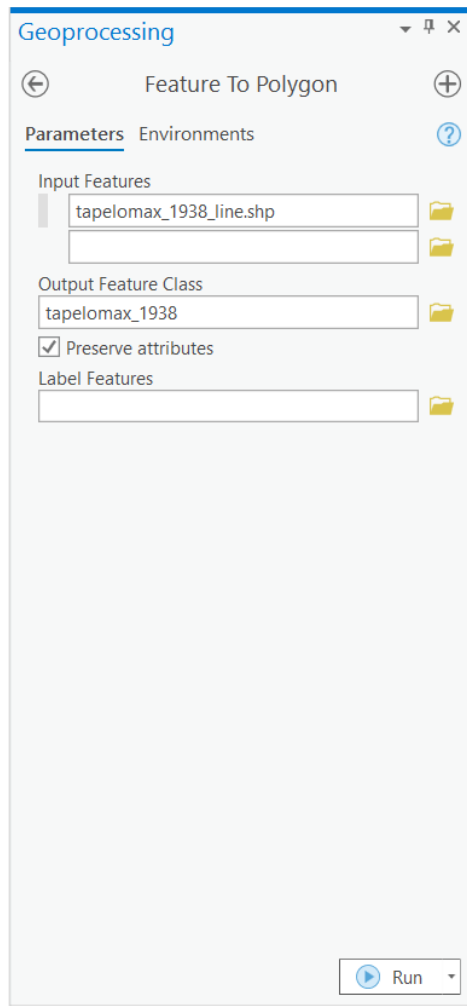 Geoprocessing
Feature To Polygon
Parameters Environments
Input Features
tapelomax_1938_line.shp
Output Feature Class
tapelomax_1938
Preserve attributes
Label Features
Run